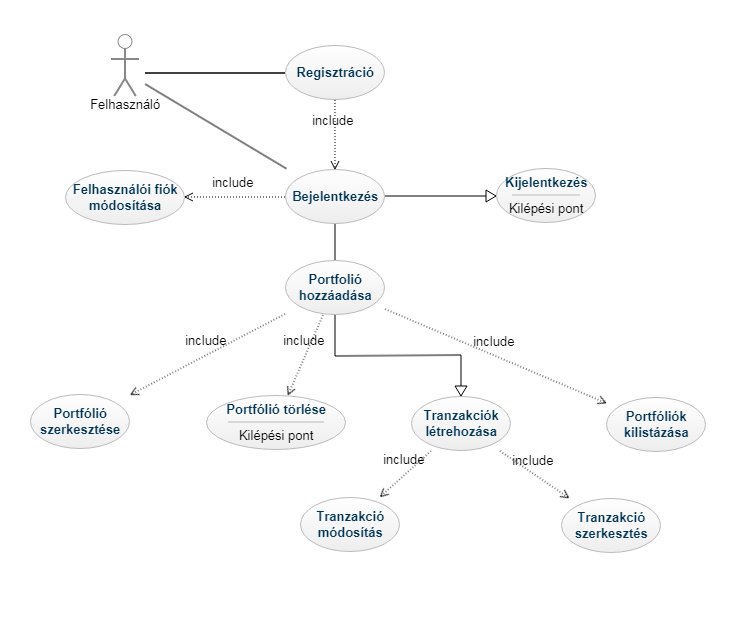 Regisztráció
Felhasználó
include
Felhasználói fiók
módosítása
include
Bejelentkezés
Kijelentkezés
Kilépési pont
Portfolió
hozzáadása
include
include
include
Portfólió
szerkesztése
Portfólió törlése
Kilépési pont
Tranzakciók
létrehozása
Portfóliók
kilistázása
include
include
Tranzakció
módosítás
Tranzakció
szerkesztés